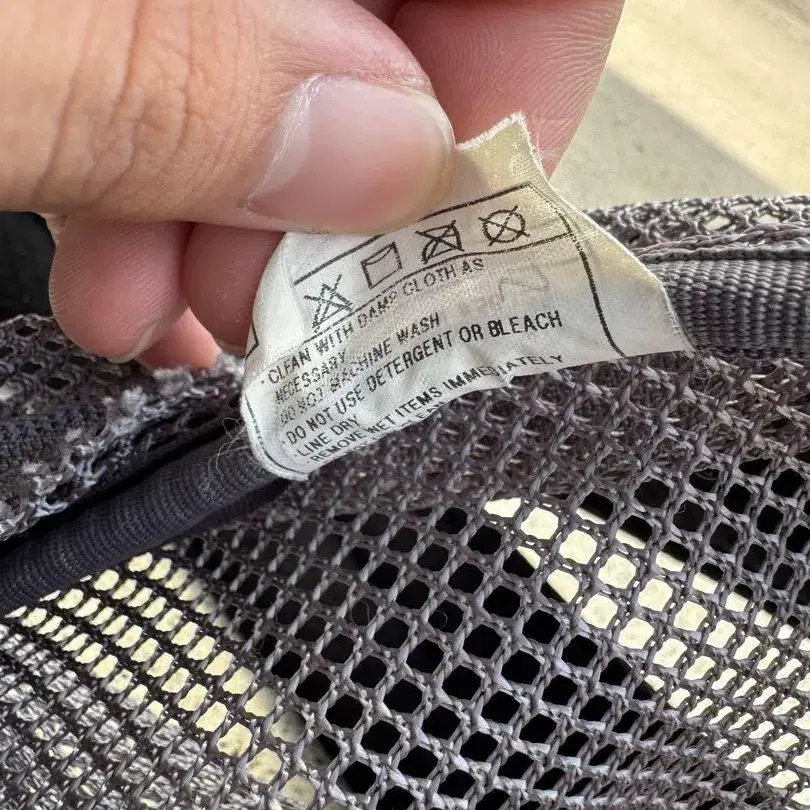 · CLEAN WITH DAMP CLOTH AS
NECESSARY
DO NOT MACHINE WASH
· DO NOT USE DETERGENT OR BLEACH
· LINE DRY
· REMOVE WET ITEMS IMMEDIATELY